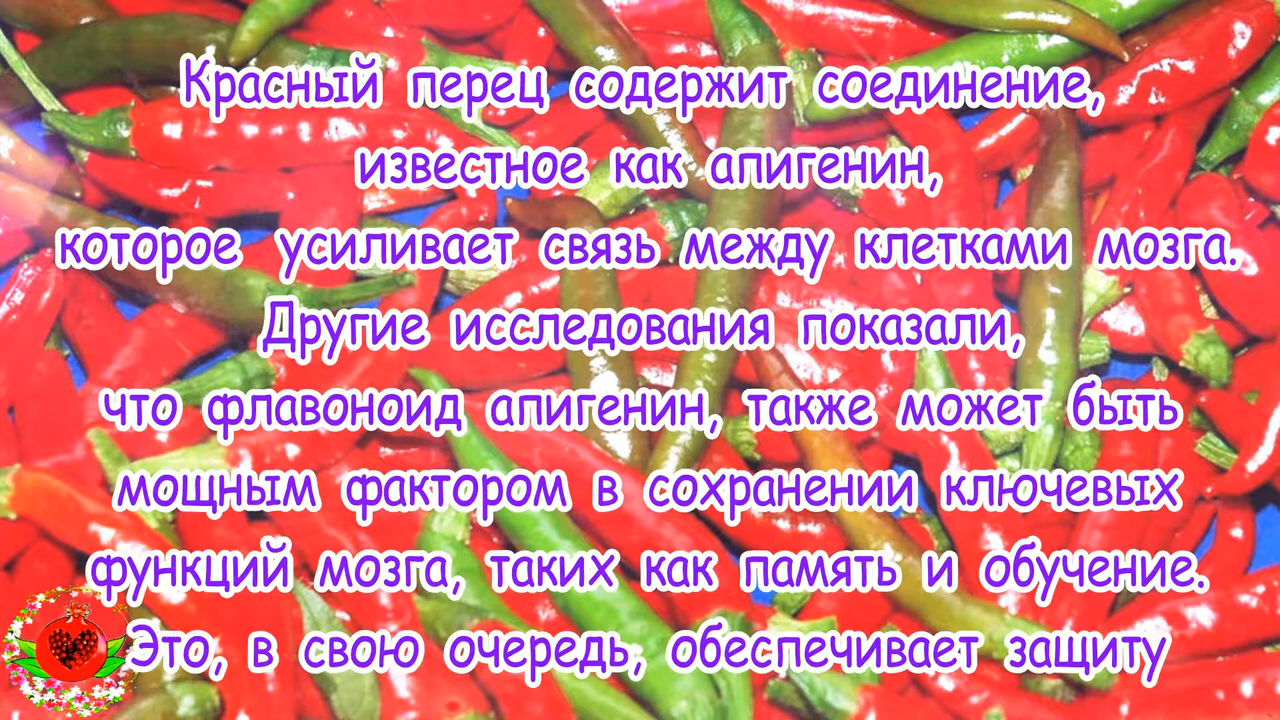 Красный перец содержит соединение,
известное как апигенин,
которое усиливает связь между клетками мозга.
Другие исследования показали,
что флавоноид апигенин, также может быть
мощным фактором в сохранении ключевых
функций мозга, таких как память и обучение.
Это, в свою очередь, обеспечивает защиту